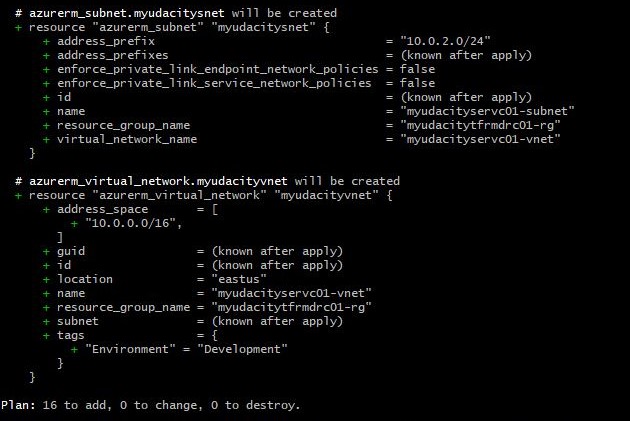 # azurerm_subnet.myudacitysnet will be created
+ resource "azurerm_subnet" "myudacitysnet" {
+ address_prefix = "10.0.2.0/24"
+ address_prefixes = (known after apply)
+ enforce_private_link_endpoint_network_policies = false
+ enforce_private_link_service_network_policies = false
+ id = (known after apply)
+ name = "myudacityservc01-subnet"
+ resource_group_name = "myudacitytfrmdrc01-rg"
+ virtual_network_name = "myudacityservc01-vnet"
}
# azurerm_virtual_network.myudacityvnet will be created
+ resource "azurerm_virtual_network" "myudacityvnet" {
+ address_space = [
+ "10.0.0.0/16",
]
+ guid = (known after apply)
+ id = (known after apply)
+ location = "eastus"
+ name = "myudacityservc01-vnet"
+ resource_group_name = "myudacitytfrmdrc01-rg"
+ subnet = (known after apply)
+ tags = {
+ "Environment" = "Development"
}
}
Plan: 16 to add, 0 to change, 0 to destroy.